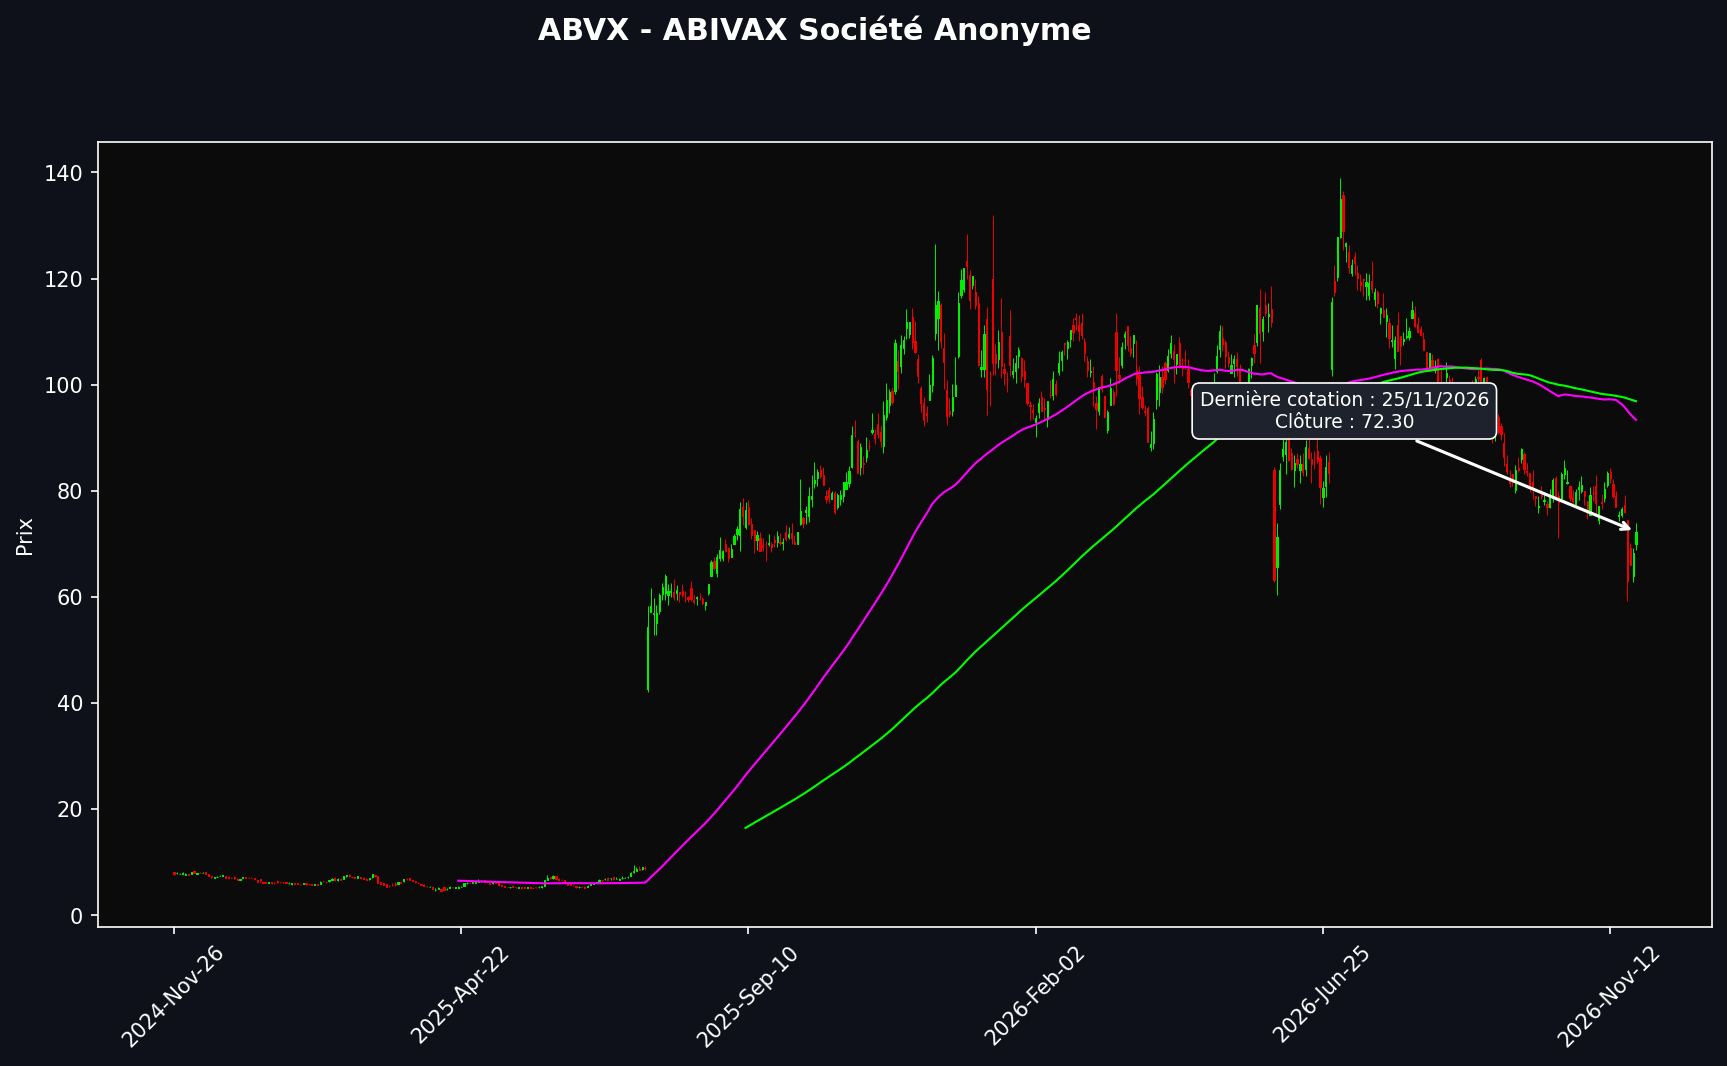 ABVX - ABIVAX Société Anonyme
Prix
140
120
100
80
60
40
20
0
Dernière cotation : 25/11/2026
Clôture : 72.30
2024-Nov-26
2025-Apr-22
2025-Sep-10
2026-Feb-02
2026-Jun-25
2026-Nov-12